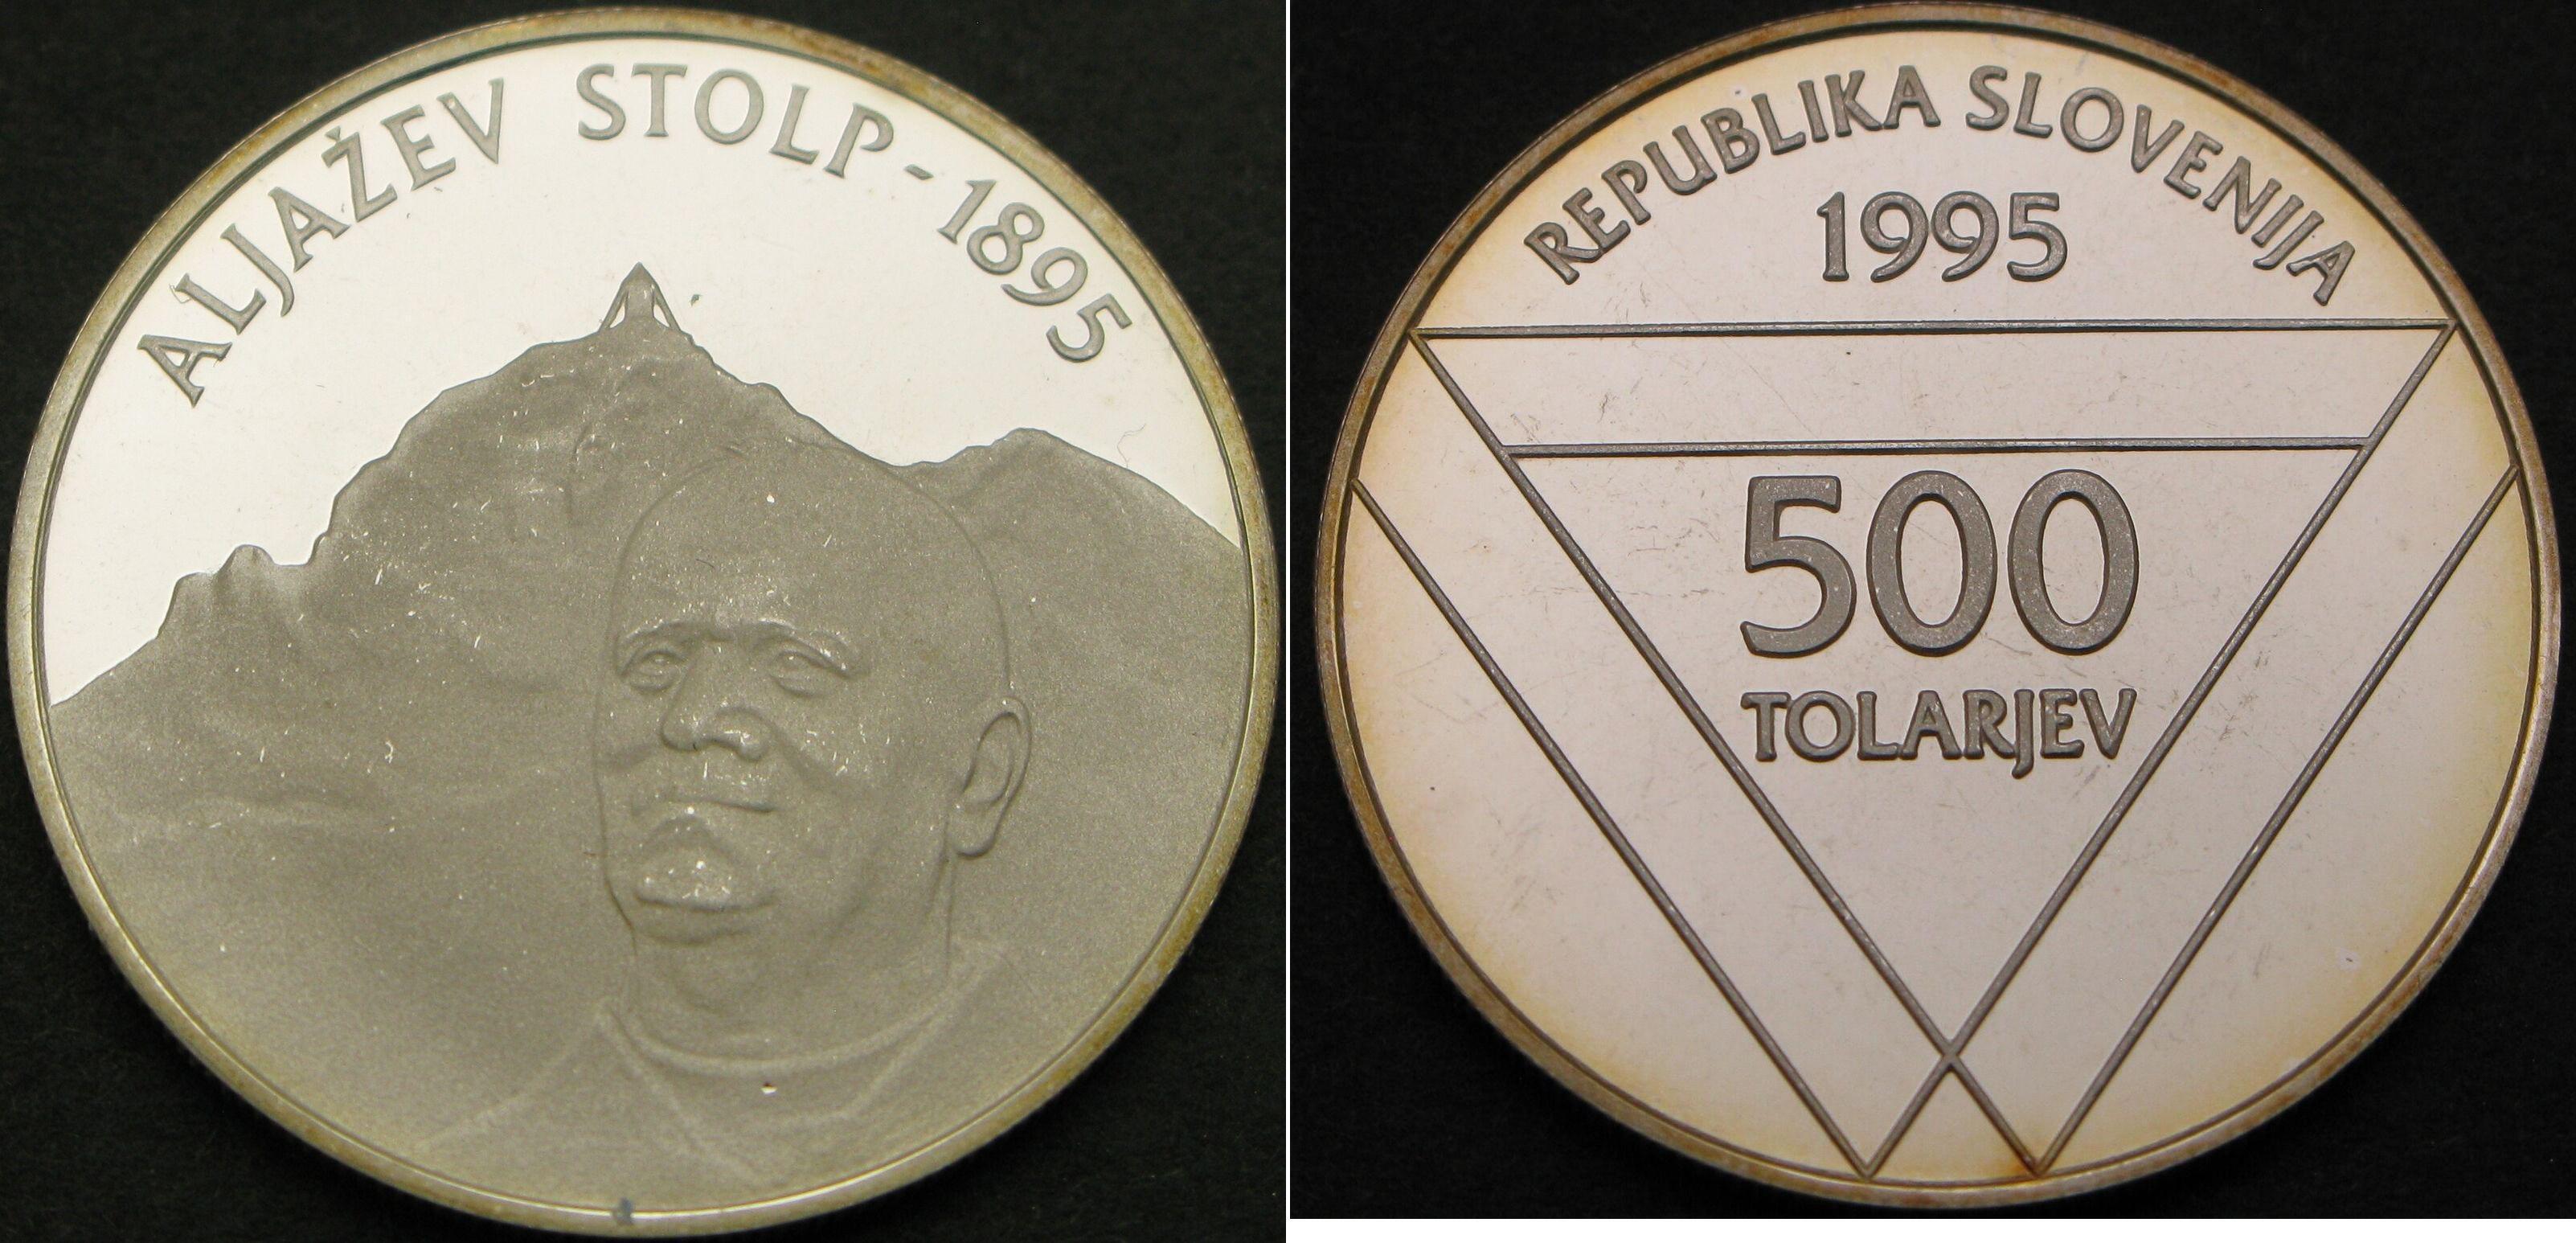 ALJAŽEV STOLP - 1895
REPUBLIKA SLOVENIJA
1995
500
TOLARJEV